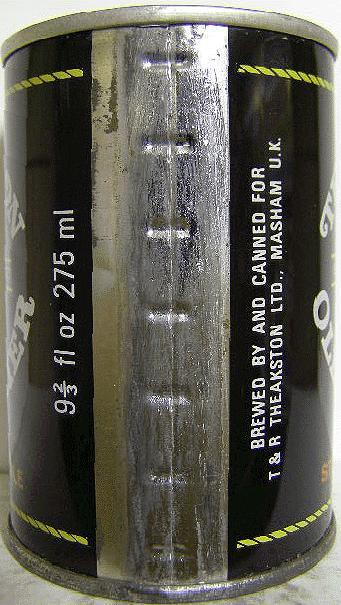 9⅔ fl oz 275 ml
BREWED BY AND CANNED FOR
T & R THEAKSTON LTD., MASHAM U.K.